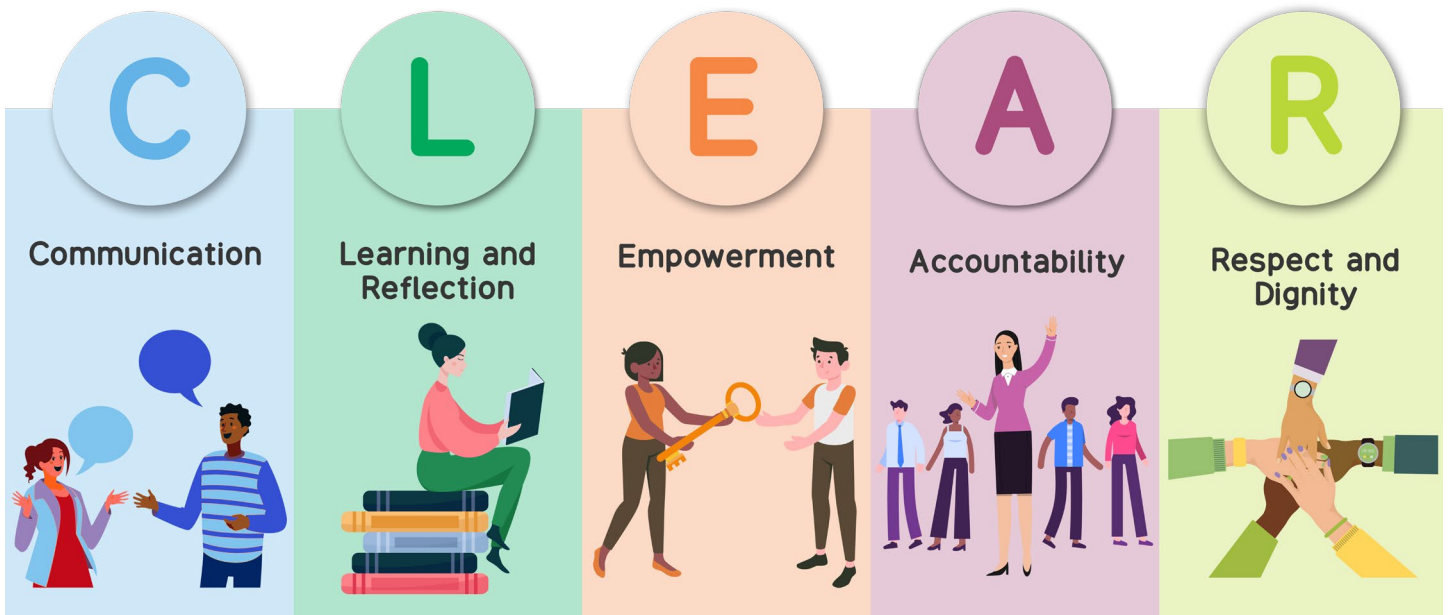 C
L
E
A
R
Communication
Learning and
Reflection
Empowerment
Accountability
Respect and
Dignity